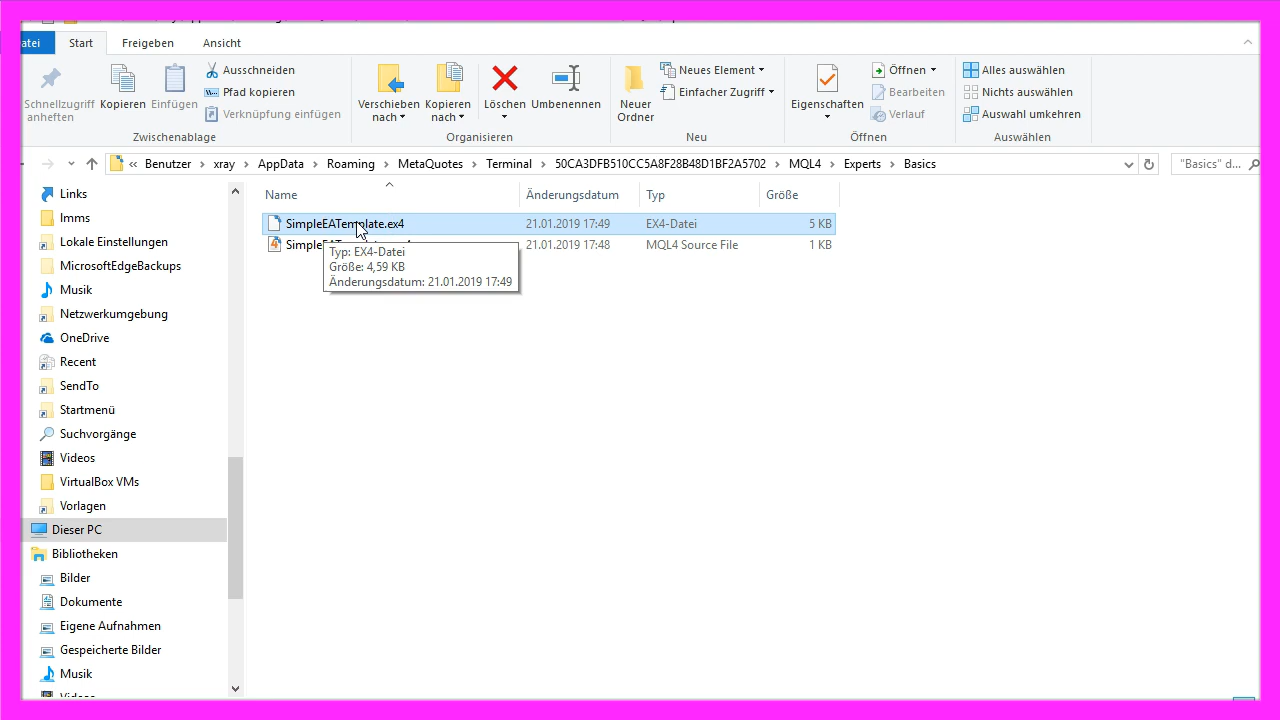 atei Start Freigeben Ansicht
Schnellzugriff anheften
Kopieren
Einfügen
Ausschneiden
Pfad kopieren
Verknüpfung einfügen
Zwischenablage
Verschieben nach
Kopieren nach
Löschen
Umbenennen
Organisieren
Neuer Ordner
Neues Element
Einfacher Zugriff
Neu
Eigenschaften
Öffnen
Bearbeiten
Verlauf
Öffnen
Alles auswählen
Nichts auswählen
Auswahl umkehren
Auswählen
« Benutzer > xray > AppData > Roaming > MetaQuotes > Terminal > 50CA3DFB510CC5A8F28B48D1BF2A5702 > MQL4 > Experts > Basics
"Basics" d...
Links
lmms
Lokale Einstellungen
MicrosoftEdgeBackups
Musik
Netzwerkumgebung
OneDrive
Recent
SendTo
Startmenü
Suchvorgänge
Videos
VirtualBox VMs
Vorlagen
Dieser PC
Bibliotheken
Bilder
Dokumente
Eigene Aufnahmen
Gespeicherte Bilder
Musik
Name Änderungsdatum Typ Größe
SimpleEATemplate.ex4 21.01.2019 17:49 EX4-Datei 5 KB
21.01.2019 17:48 MQL4 Source File 1 KB
Typ: EX4-Datei
Größe: 4,59 KB
Änderungsdatum: 21.01.2019 17:49